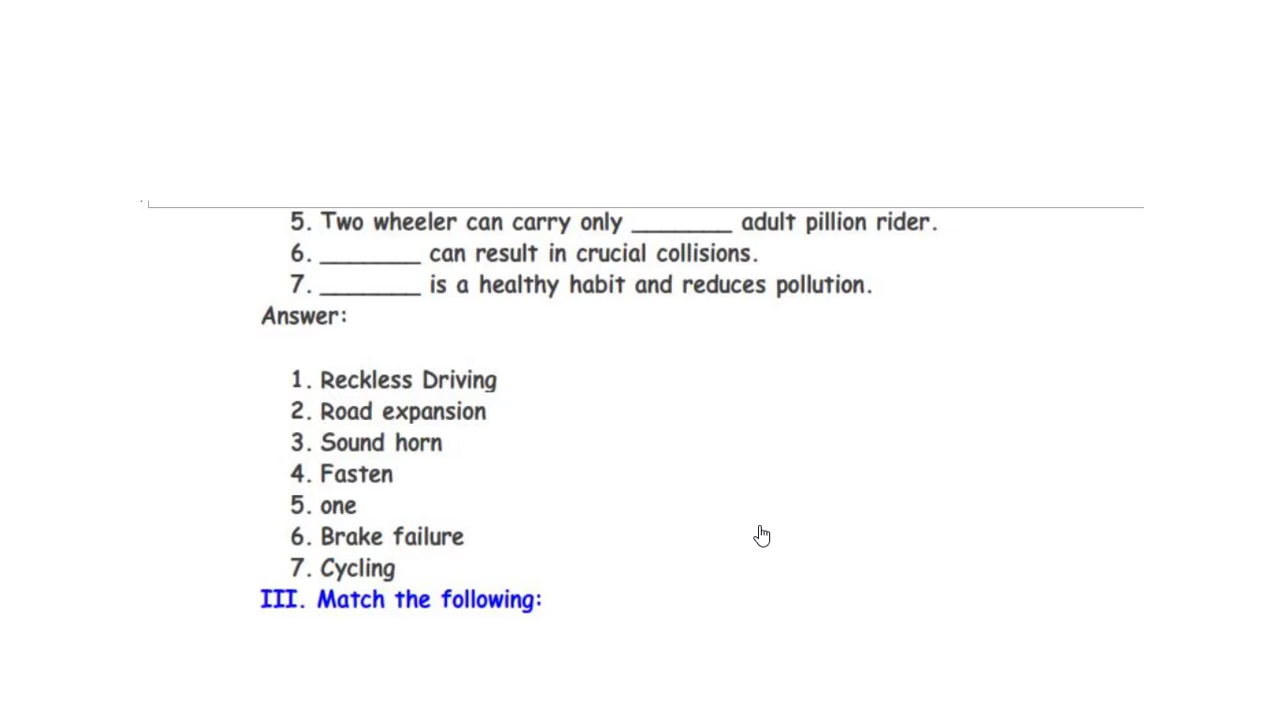 5. Two wheeler can carry only ________ adult pillion rider.
6. ________ can result in crucial collisions.
7. ________ is a healthy habit and reduces pollution.
Answer:
1. Reckless Driving
2. Road expansion
3. Sound horn
4. Fasten
5. one
6. Brake failure
7. Cycling
III. Match the following: